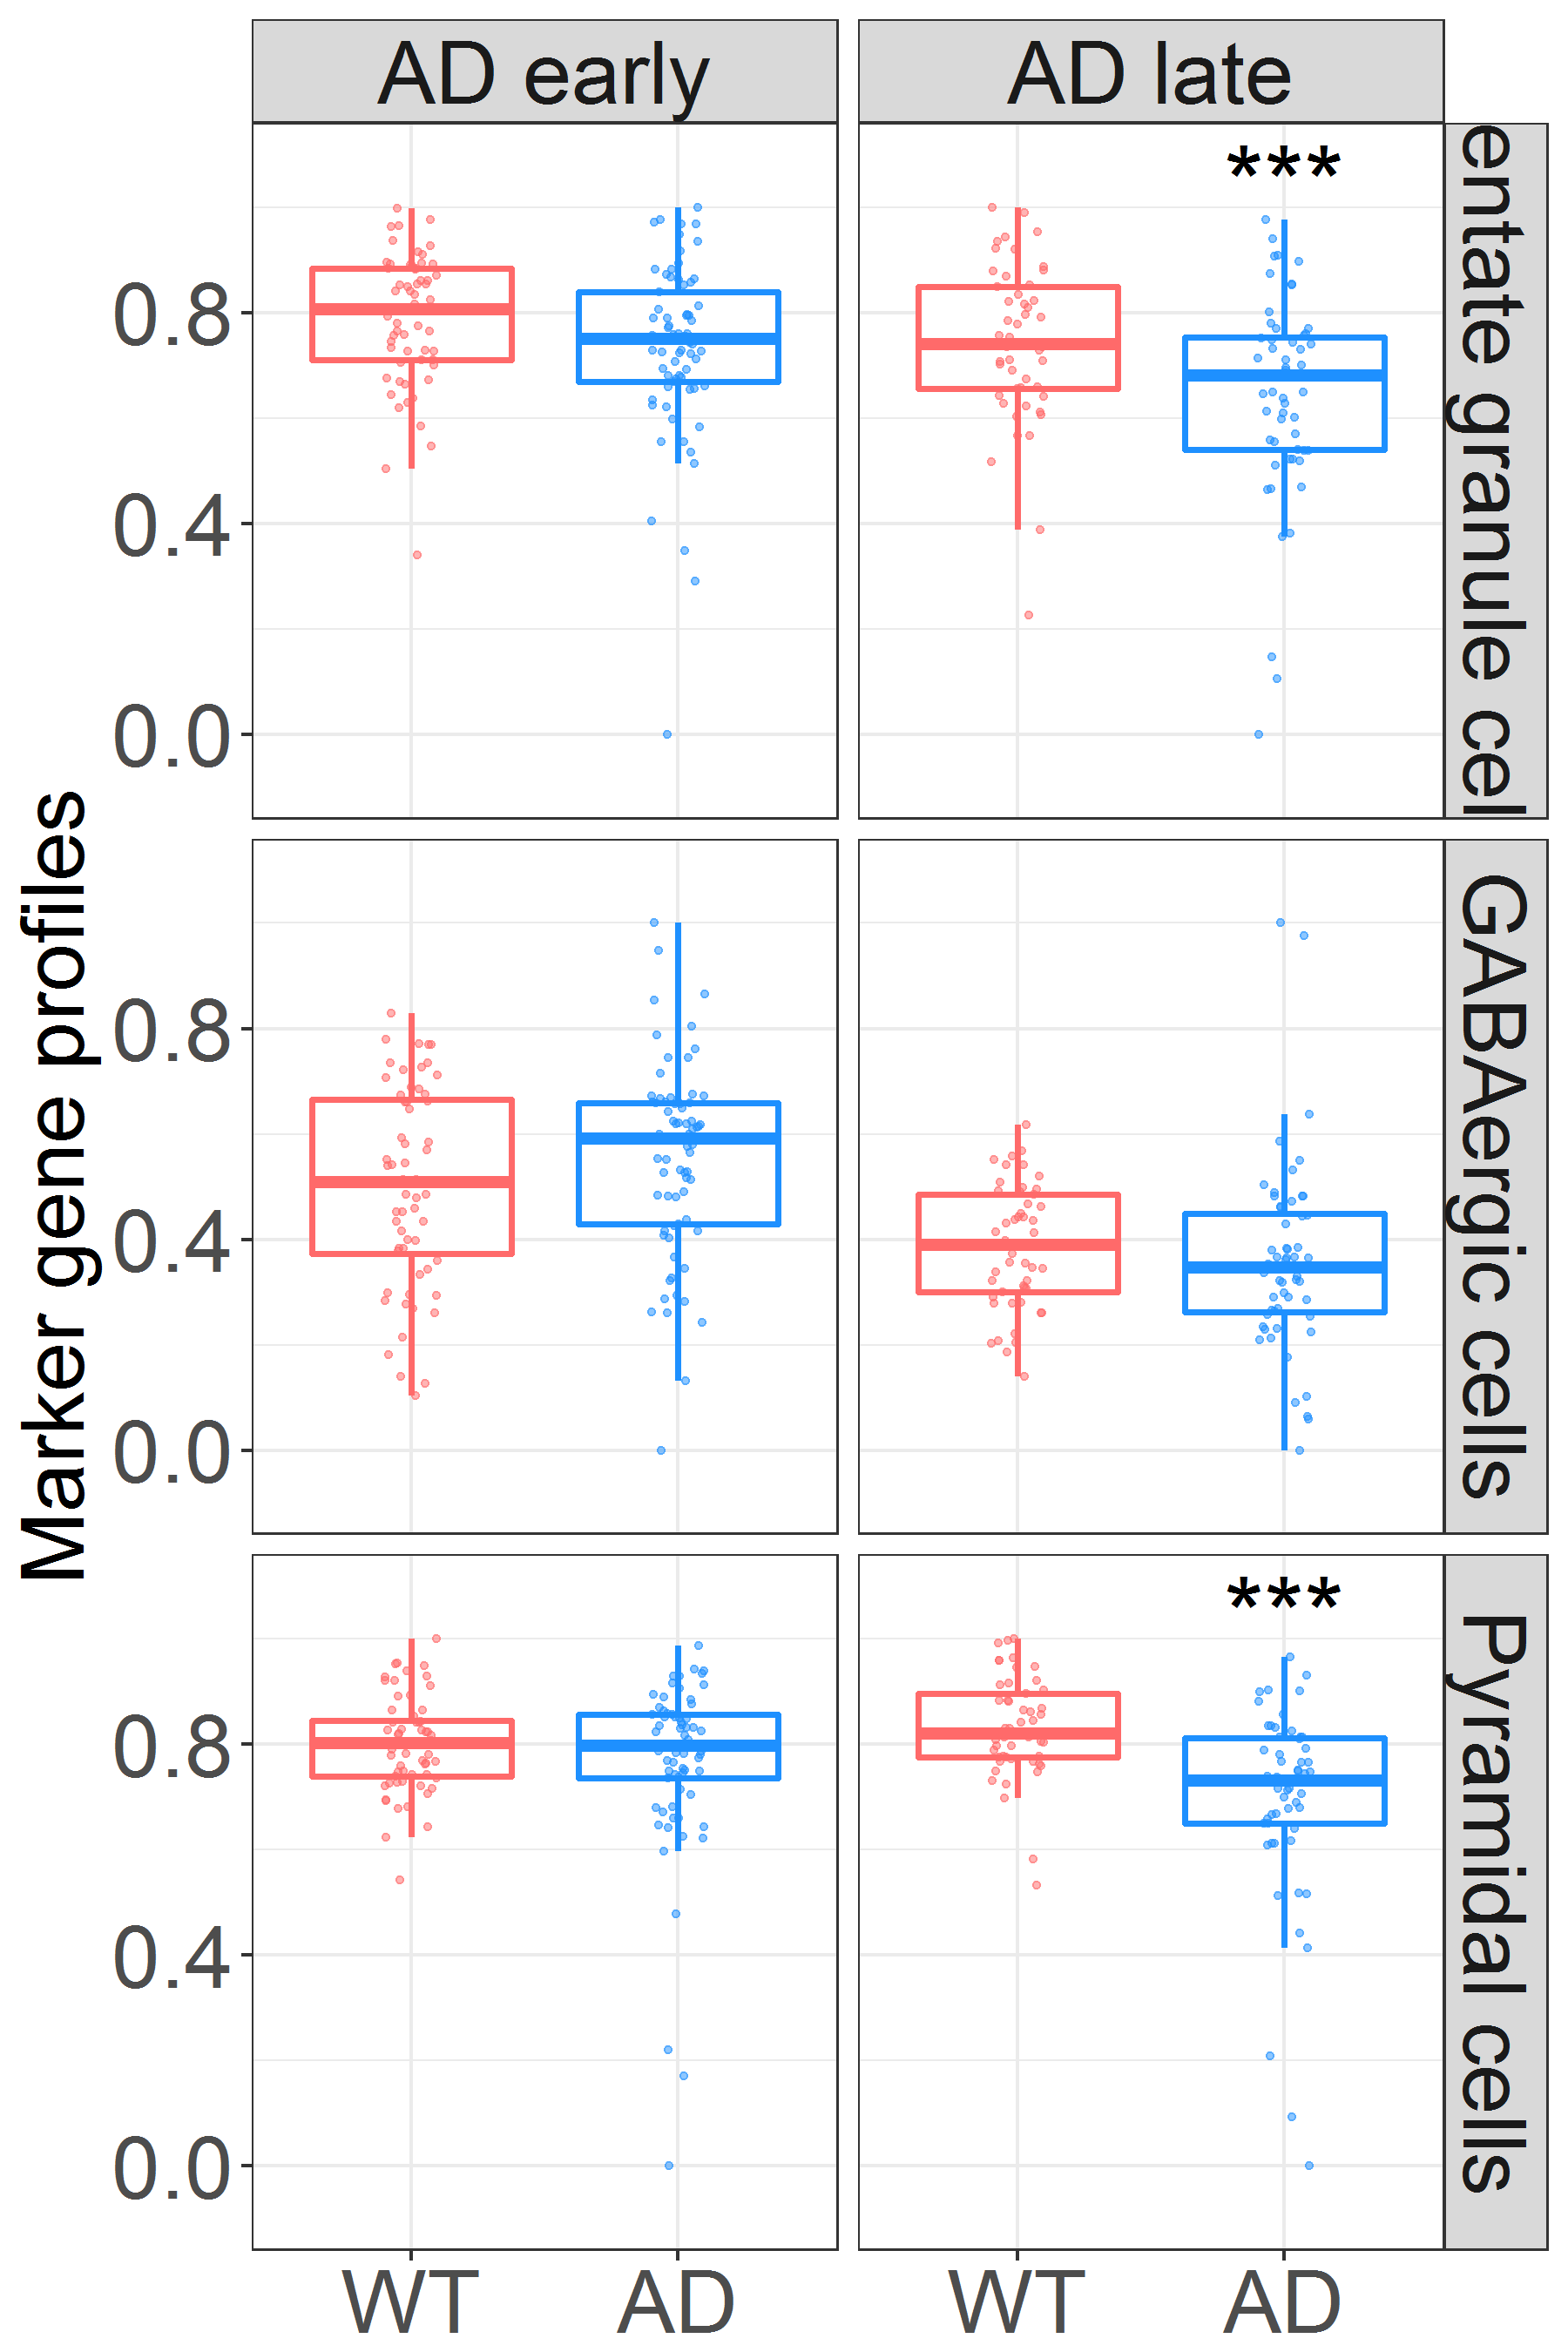 AD early
AD late
***
entate granule cel
0.8
0.4
0.0
Marker gene profiles
GABAergic cells
0.8
0.4
0.0
***
Pyramidal cells
0.8
0.4
0.0
WT
AD
WT
AD